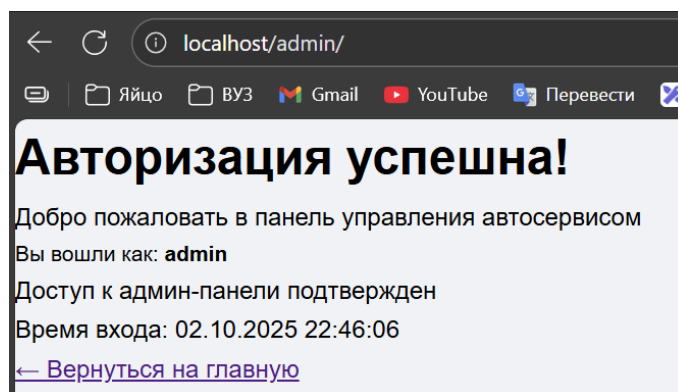 localhost/admin/
Яйцо ВУЗ Gmail YouTube Перевести
Авторизация успешна!
Добро пожаловать в панель управления автосервисом
Вы вошли как: admin
Доступ к админ-панели подтвержден
Время входа: 02.10.2025 22:46:06
← Вернуться на главную